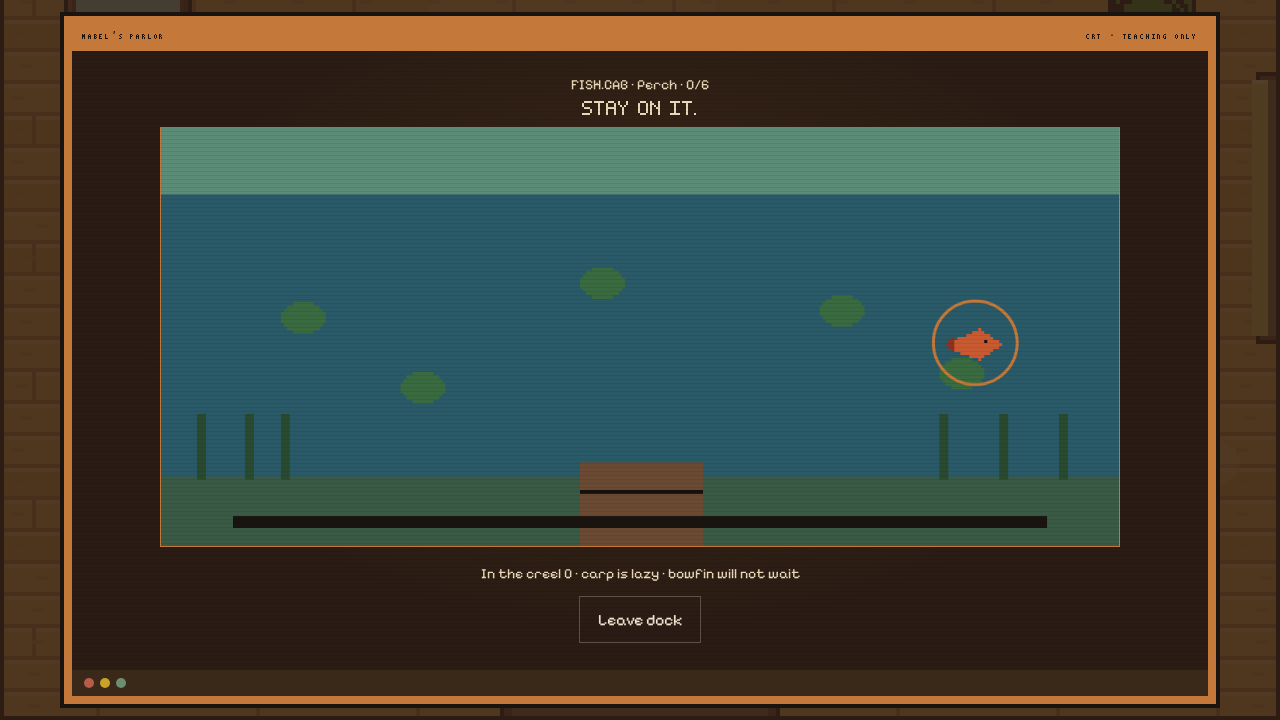 MABEL'S PARLOR
CRT · TEACHING ONLY
FISH.CAB · Perch · 0/6
STAY ON IT.
In the creel 0 · carp is lazy · bowfin will not wait
Leave dock